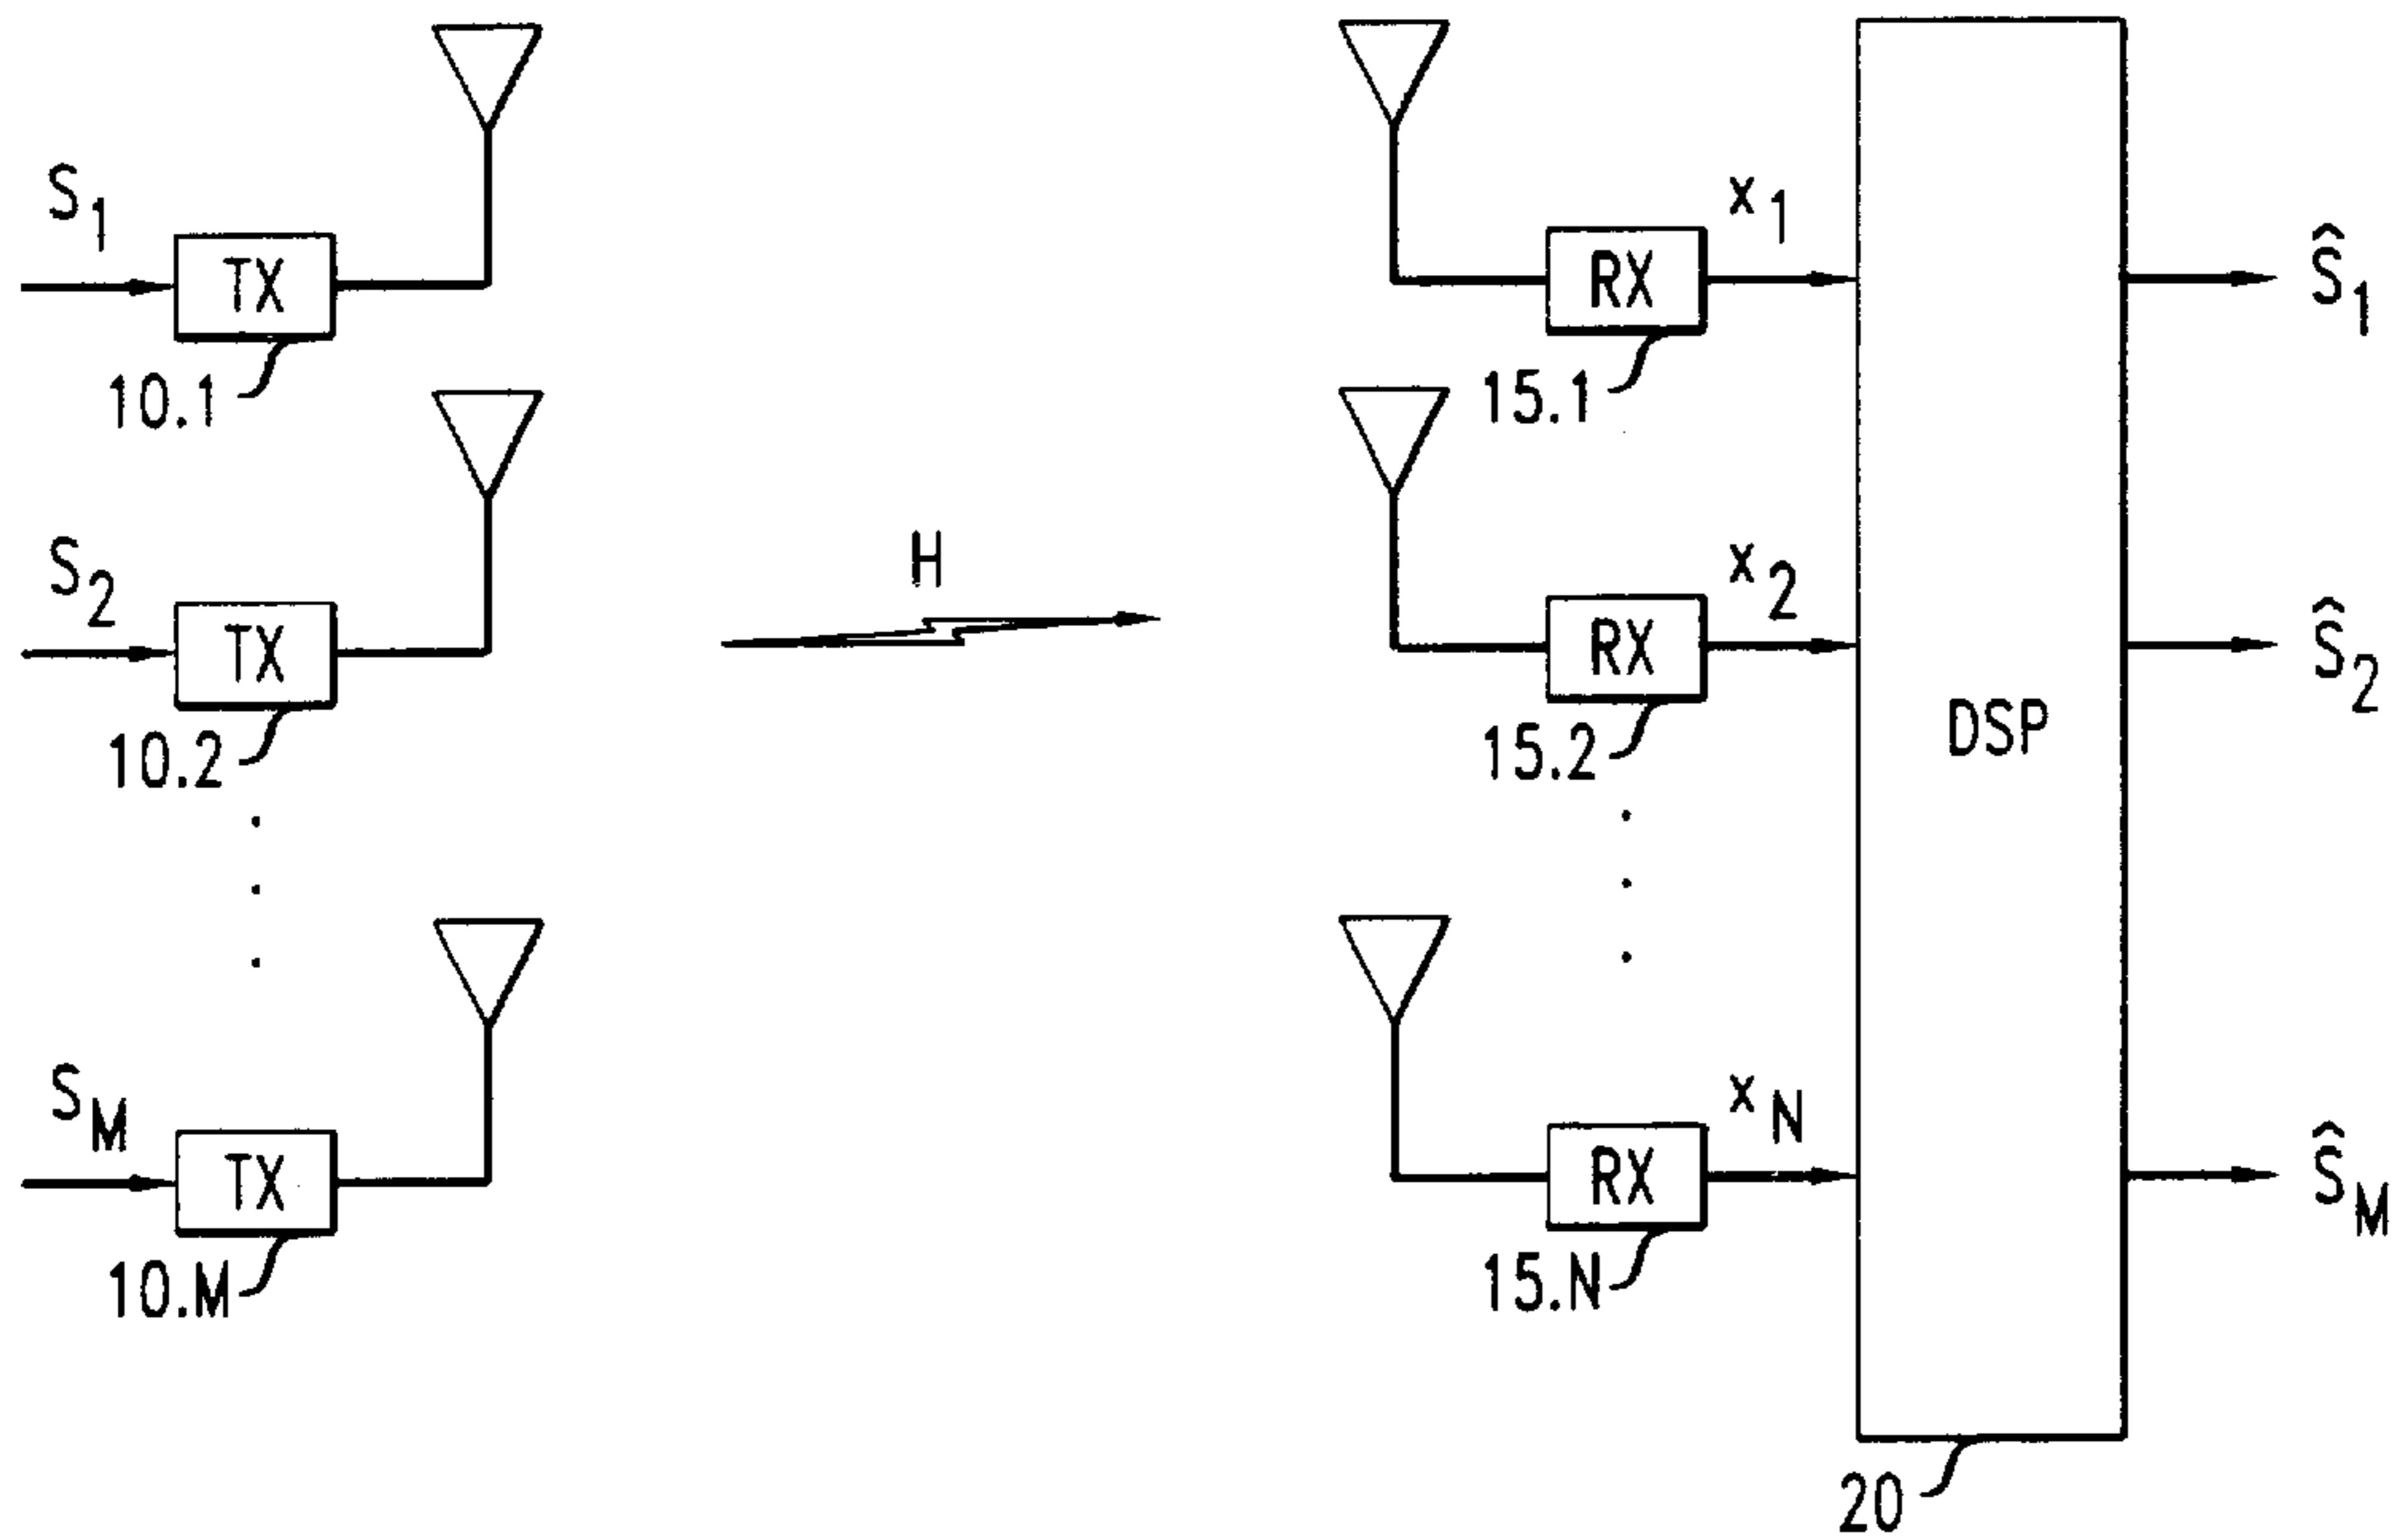 S1
TX
10.1
S2
TX
10.2
SM
TX
10.M
H
RX
x1
15.1
RX
x2
15.2
RX
xN
15.N
DSP
20
Ŝ1
Ŝ2
ŜM